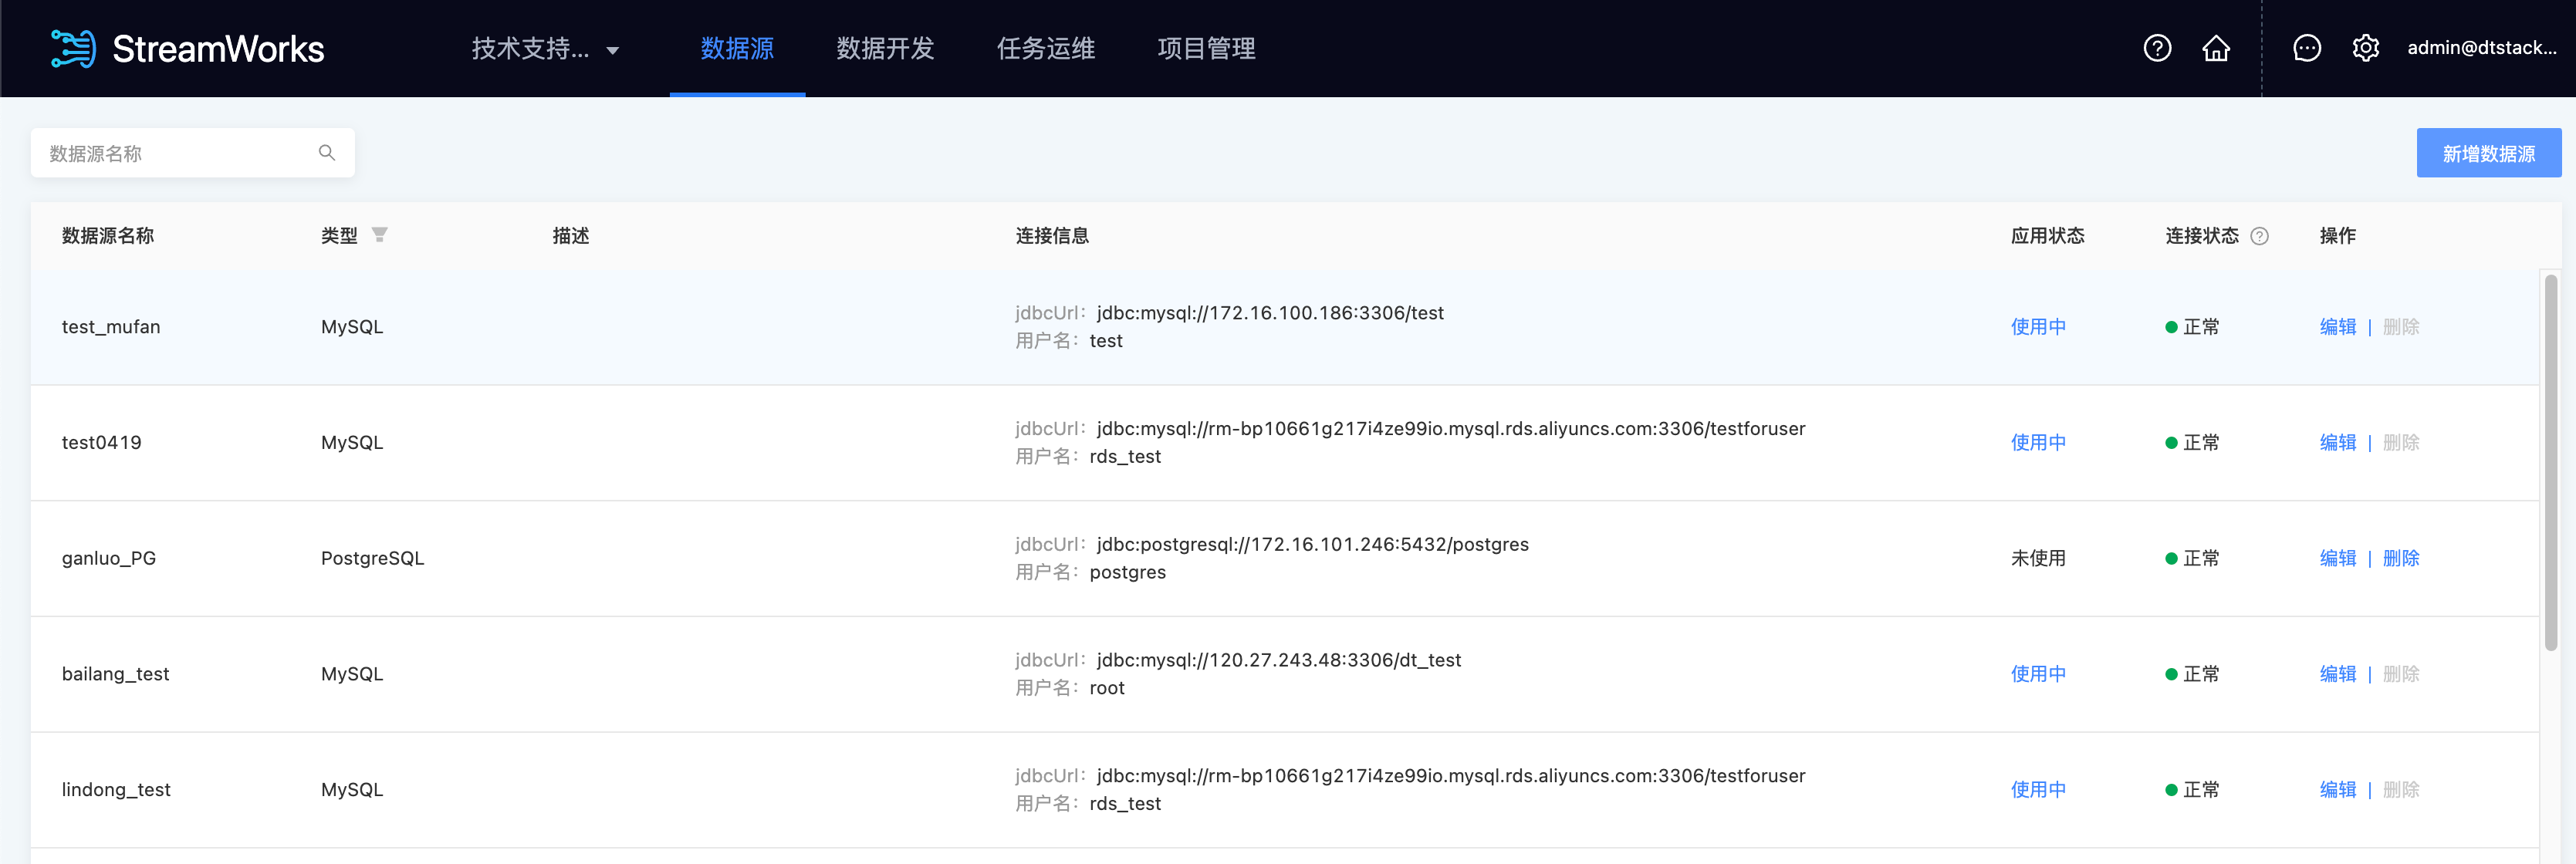 StreamWorks 技术支持... 数据源 数据开发 任务运维 项目管理 admin@dtstack...
数据源名称 新增数据源
数据源名称 类型 描述 连接信息 应用状态 连接状态 操作
jdbcUrl：jdbc:mysql://172.16.100.186:3306/test
test_mufan MySQL 使用中 正常 编辑 | 删除
用户名：test
jdbcUrl：jdbc:mysql://rm-bp10661g217i4ze99io.mysql.rds.aliyuncs.com:3306/testforuser
test0419 MySQL 使用中 正常 编辑 | 删除
用户名：rds_test
jdbcUrl：jdbc:postgresql://172.16.101.246:5432/postgres
ganluo_PG PostgreSQL 未使用 正常 编辑 | 删除
用户名：postgres
jdbcUrl：jdbc:mysql://120.27.243.48:3306/dt_test
bailang_test MySQL 使用中 正常 编辑 | 删除
用户名：root
jdbcUrl：jdbc:mysql://rm-bp10661g217i4ze99io.mysql.rds.aliyuncs.com:3306/testforuser
lindong_test MySQL 使用中 正常 编辑 | 删除
用户名：rds_test